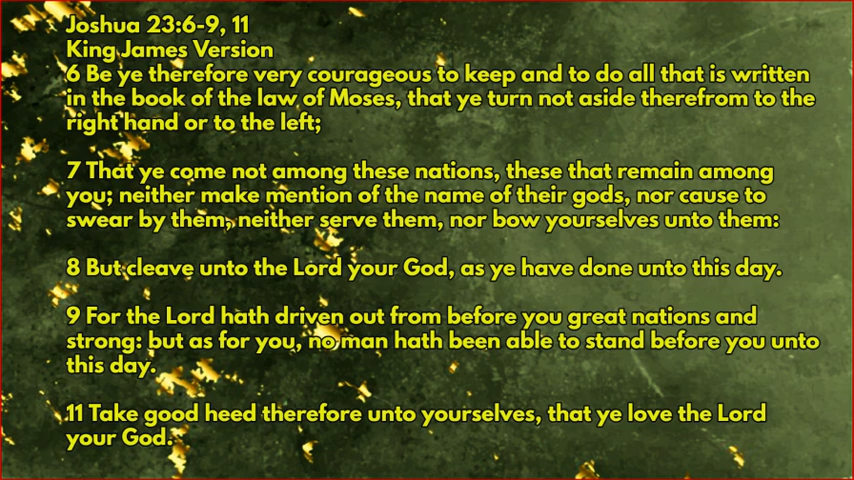 Joshua 23:6-9, 11
King James Version
6 Be ye therefore very courageous to keep and to do all that is written
in the book of the law of Moses, that ye turn not aside therefrom to the
right hand or to the left;
7 That ye come not among these nations, these that remain among
you; neither make mention of the name of their gods, nor cause to
swear by them, neither serve them, nor bow yourselves unto them:
8 But cleave unto the Lord your God, as ye have done unto this day.
9 For the Lord hath driven out from before you great nations and
strong: but as for you, no man hath been able to stand before you unto
this day.
11 Take good heed therefore unto yourselves, that ye love the Lord
your God.